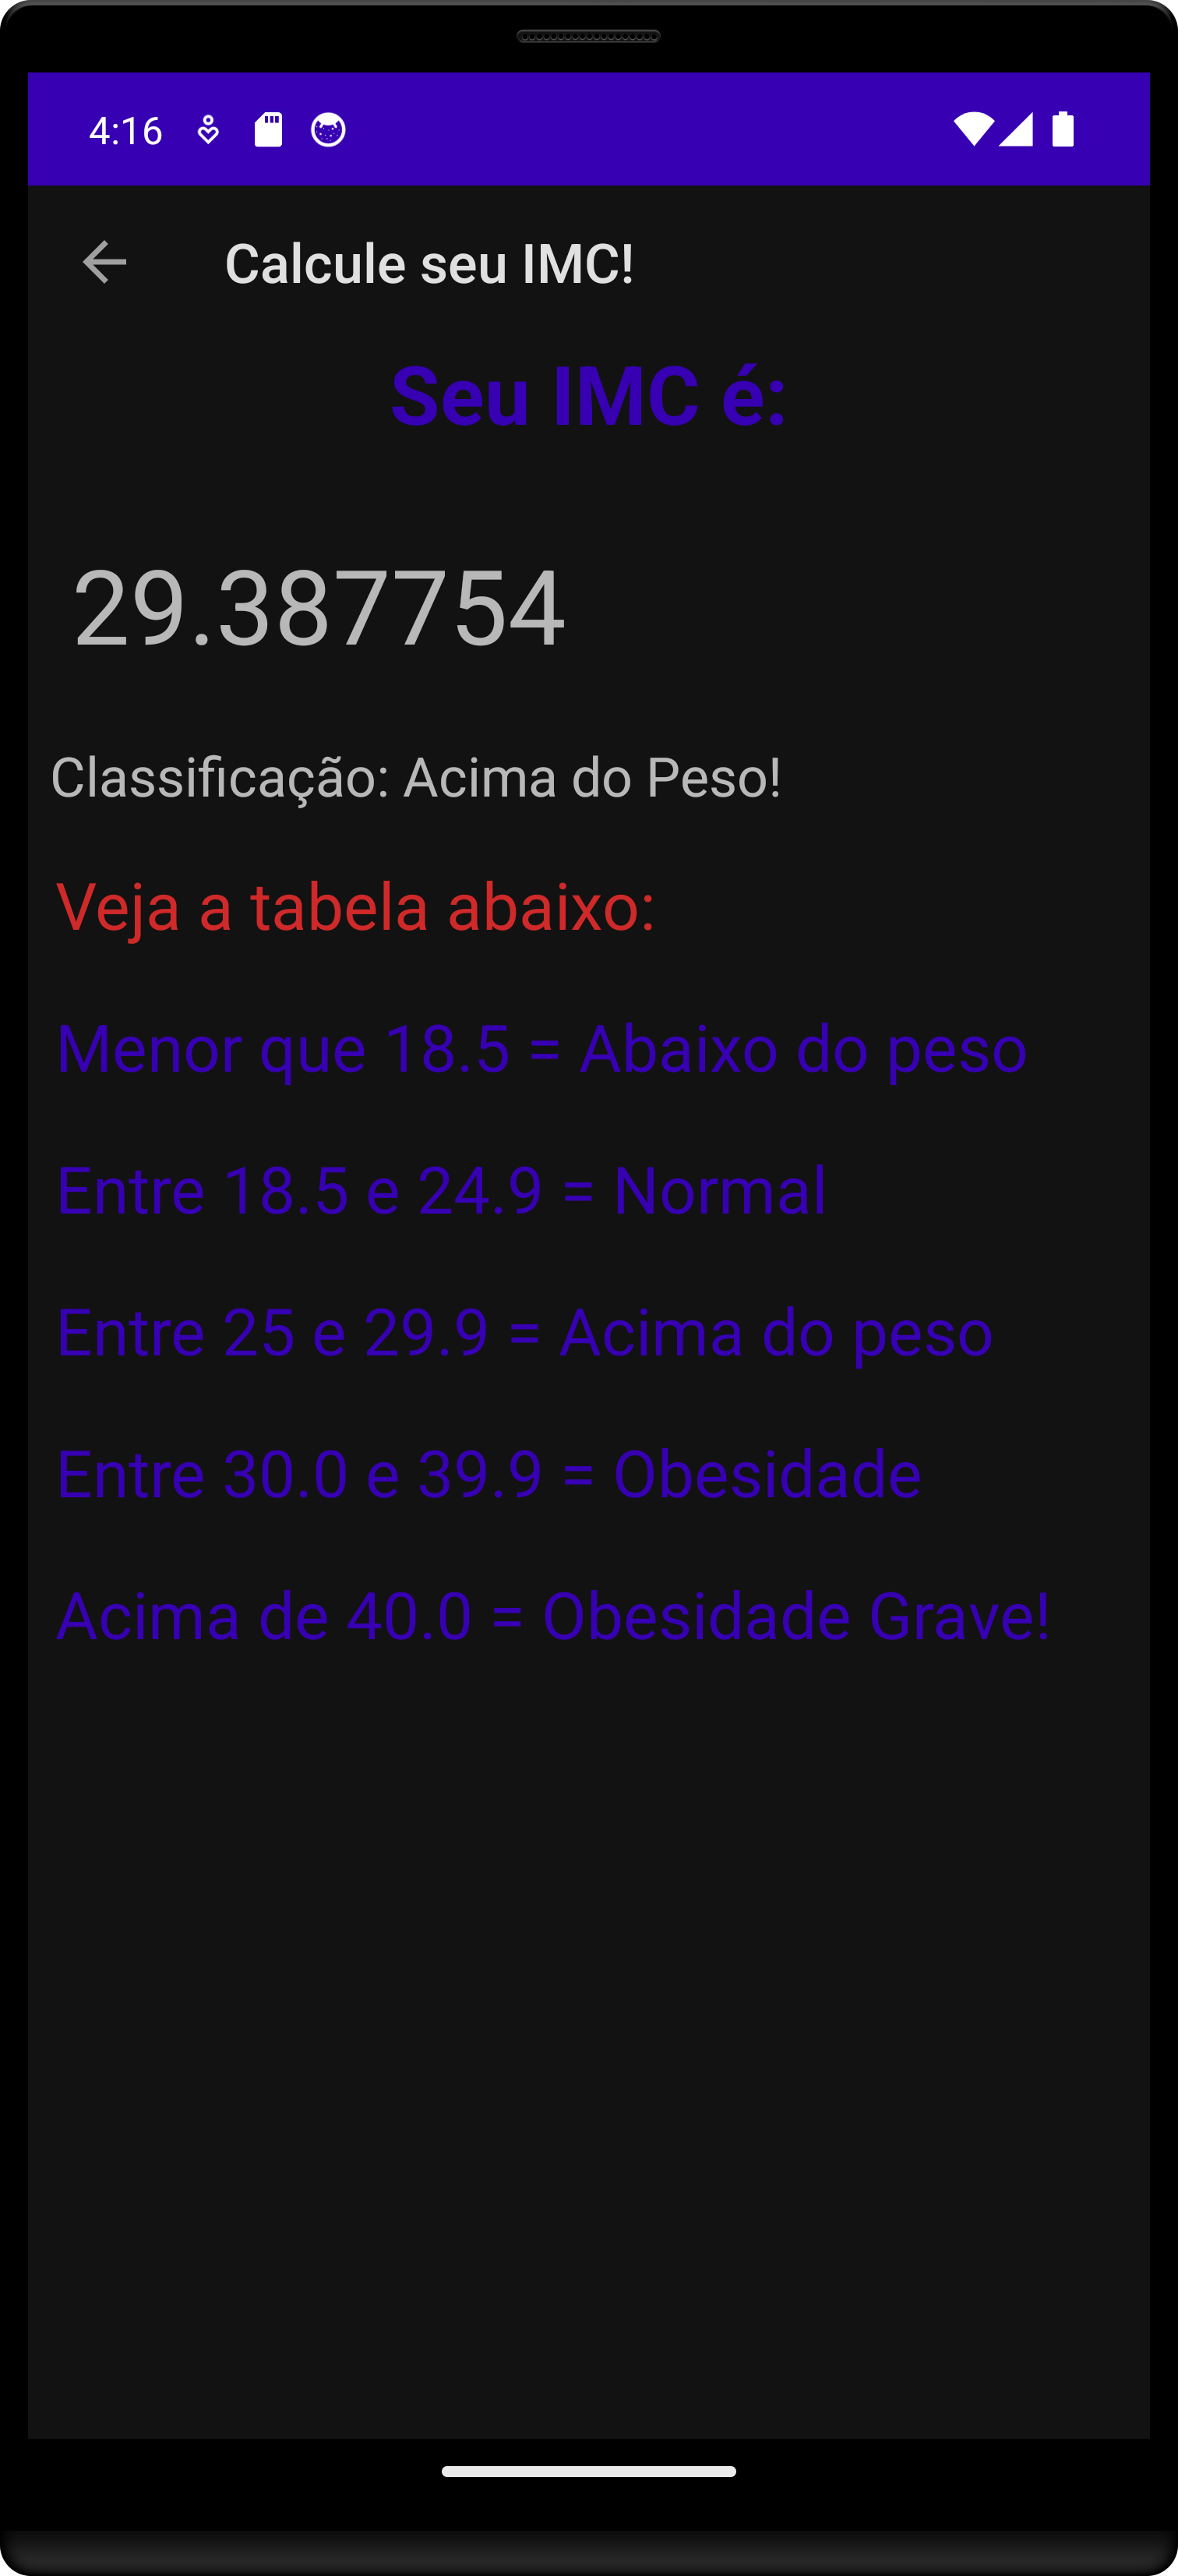 4:16
Calcule seu IMC!
Seu IMC é:
29.387754
Classificação: Acima do Peso!
Veja a tabela abaixo:
Menor que 18.5 = Abaixo do peso
Entre 18.5 e 24.9 = Normal
Entre 25 e 29.9 = Acima do peso
Entre 30.0 e 39.9 = Obesidade
Acima de 40.0 = Obesidade Grave!